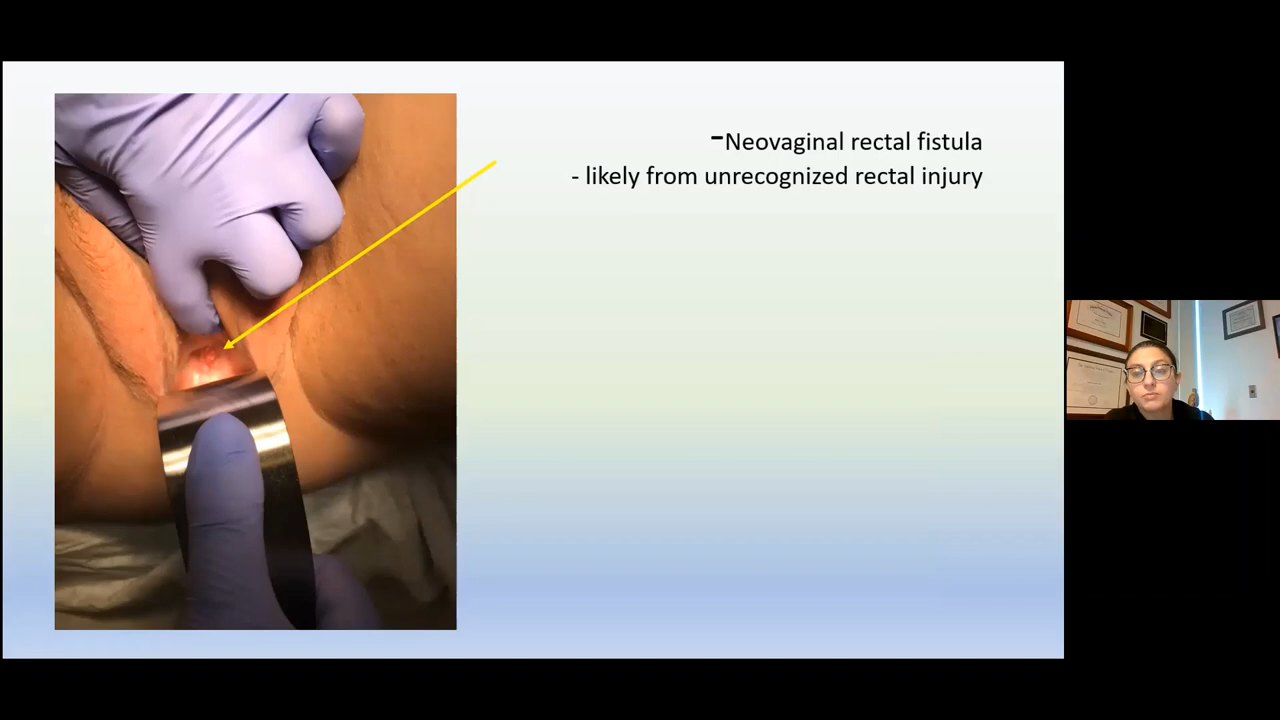 -Neovaginal rectal fistula
- likely from unrecognized rectal injury